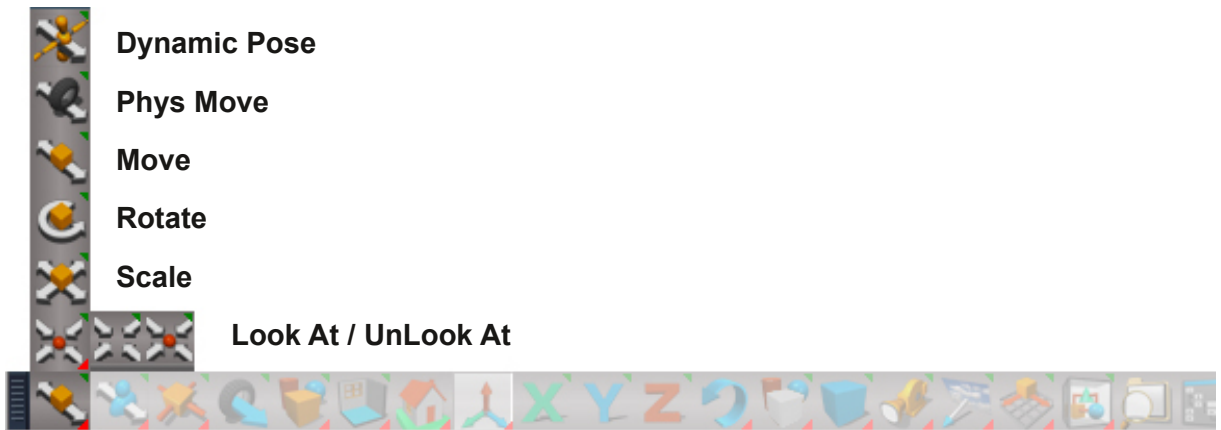 Dynamic Pose
Phys Move
Move
Rotate
Scale
Look At / UnLook At
X Y Z